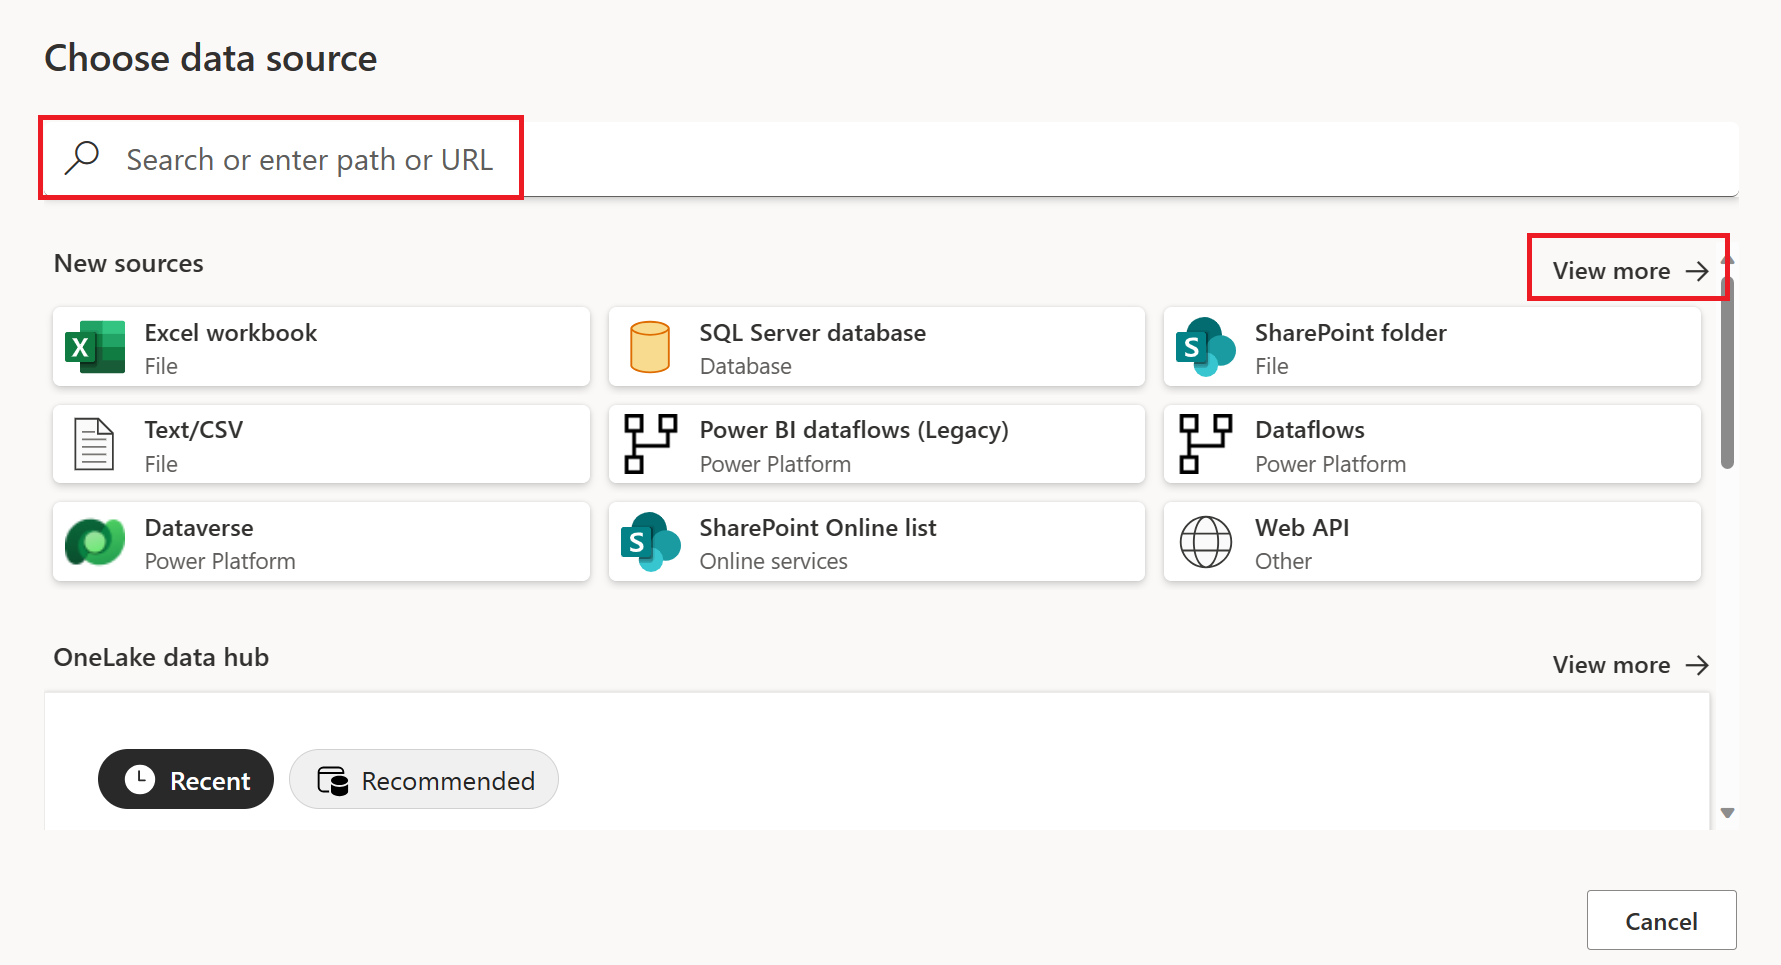 Choose data source
Search or enter path or URL
New sources
View more
Excel workbook
File
SQL Server database
Database
SharePoint folder
File
Text/CSV
File
Power BI dataflows (Legacy)
Power Platform
Dataflows
Power Platform
Dataverse
Power Platform
SharePoint Online list
Online services
Web API
Other
OneLake data hub
View more
Recent
Recommended
Cancel